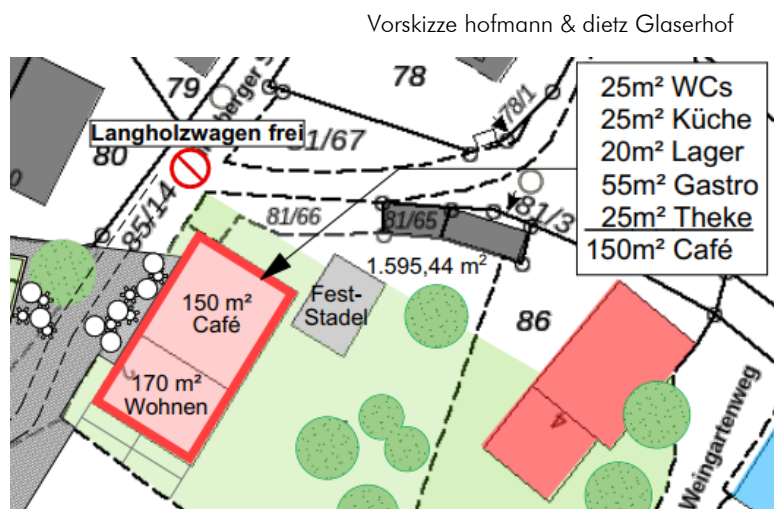 Vorskizze hofmann & dietz Glaserhof
79
78
78/1
25m² WCs
25m² Küche
20m² Lager
55m² Gastro
25m² Theke
150m² Café
Langholzwagen frei
80
81/67
85/14
81/66
81/65
81/3
1.595,44 m²
150 m²
Café
Fest-
Stadel
86
170 m²
Wohnen
4
Weingartenweg